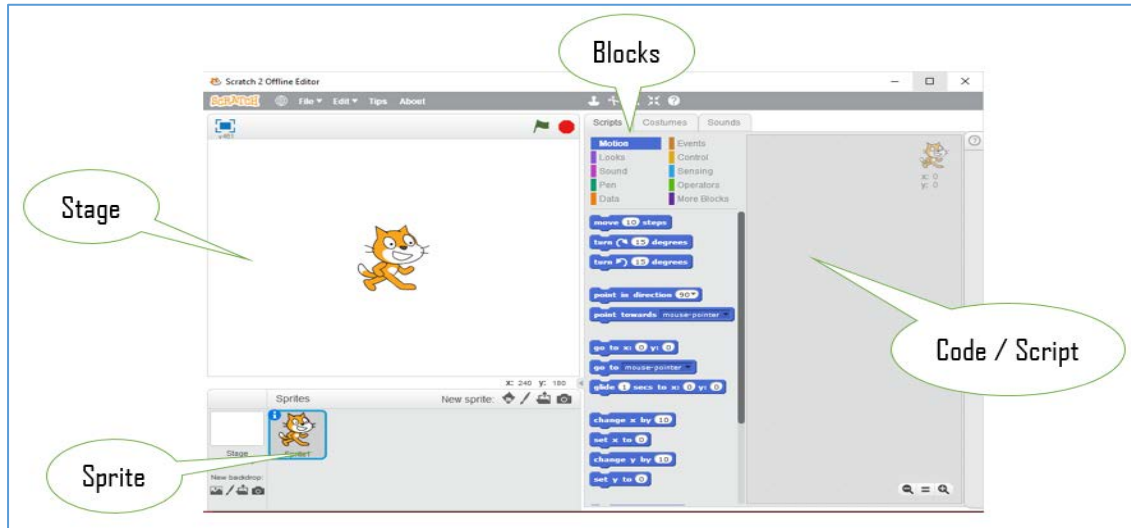 Blocks
Scratch 2 Offline Editor
SCRATCH File Edit Tips About
v461
Scripts Costumes Sounds
Motion Events
Looks Control
Sound Sensing
Pen Operators
Data More Blocks
x: 0
y: 0
Stage
move 10 steps
turn 15 degrees
turn 15 degrees
point in direction 90
point towards mouse-pointer
go to x: 0 y: 0
go to mouse-pointer
glide 1 secs to x: 0 y: 0
change x by 10
set x to 0
change y by 10
set y to 0
Code / Script
X: 240 y: 180
Sprites New sprite:
Stage
Sprite1
New backdrop:
Sprite